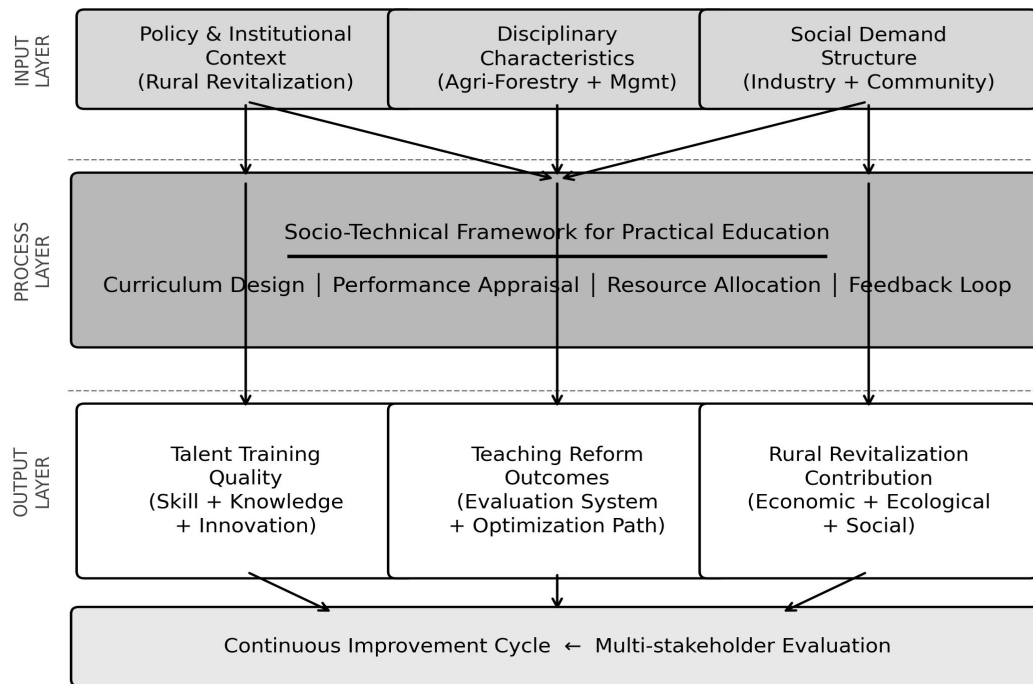 INPUT
LAYER
Policy & Institutional
Context
(Rural Revitalization)
Disciplinary
Characteristics
(Agri-Forestry + Mgmt)
Social Demand
Structure
(Industry + Community)
PROCESS
LAYER
Socio-Technical Framework for Practical Education
Curriculum Design | Performance Appraisal | Resource Allocation | Feedback Loop
OUTPUT
LAYER
Talent Training
Quality
(Skill + Knowledge
+ Innovation)
Teaching Reform
Outcomes
(Evaluation System
+ Optimization Path)
Rural Revitalization
Contribution
(Economic + Ecological
+ Social)
Continuous Improvement Cycle ← Multi-stakeholder Evaluation